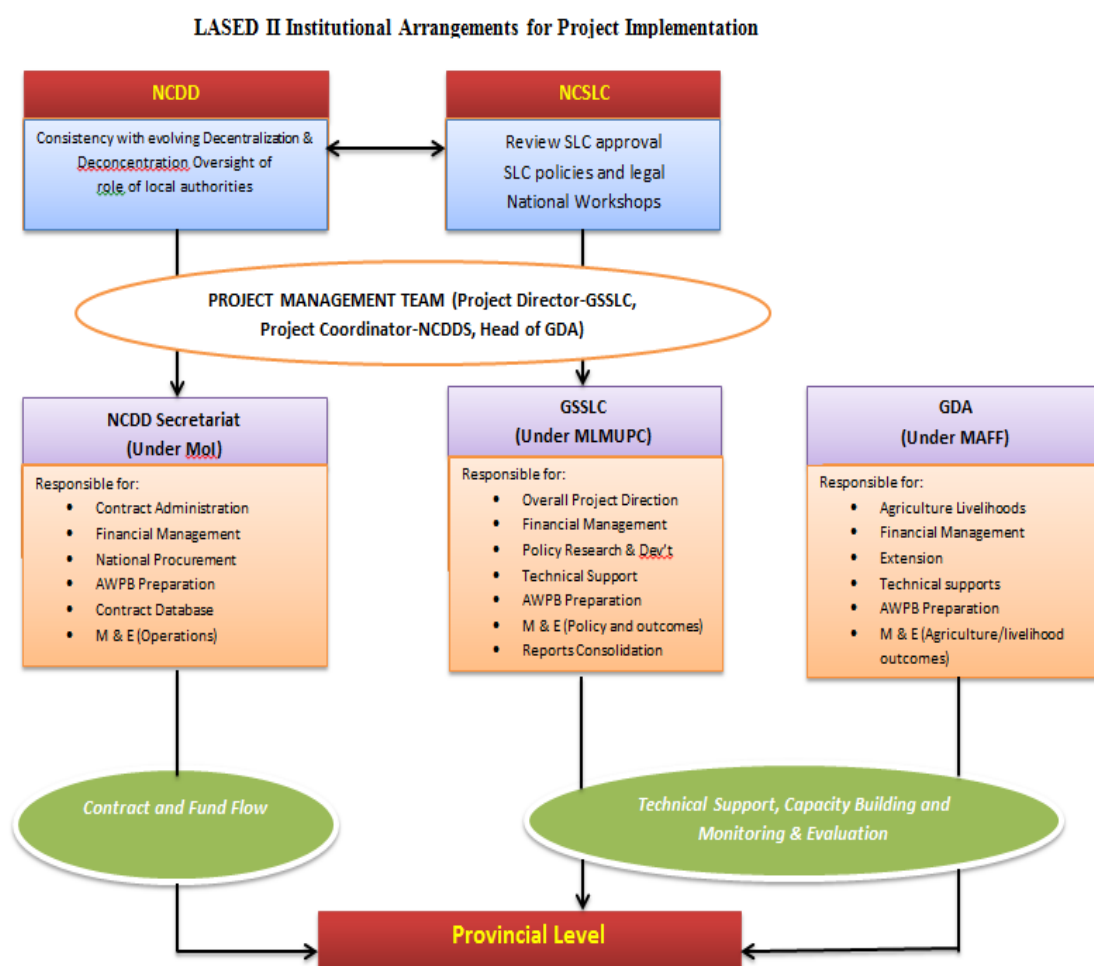 LASED II Institutional Arrangements for Project Implementation
NCDD
Consistency with evolving Decentralization &
Deconcentration Oversight of
role of local authorities
NCSLC
Review SLC approval
SLC policies and legal
National Workshops
PROJECT MANAGEMENT TEAM (Project Director-GSSLC,
Project Coordinator-NCDDS, Head of GDA)
NCDD Secretariat
(Under MoI)
Responsible for:
• Contract Administration
• Financial Management
• National Procurement
• AWPB Preparation
• Contract Database
• M & E (Operations)
GSSLC
(Under MLMUPC)
Responsible for:
• Overall Project Direction
• Financial Management
• Policy Research & Dev't
• Technical Support
• AWPB Preparation
• M & E (Policy and outcomes)
• Reports Consolidation
GDA
(Under MAFF)
Responsible for:
• Agriculture Livelihoods
• Financial Management
• Extension
• Technical supports
• AWPB Preparation
• M & E (Agriculture/livelihood
outcomes)
Contract and Fund Flow
Technical Support, Capacity Building and
Monitoring & Evaluation
Provincial Level